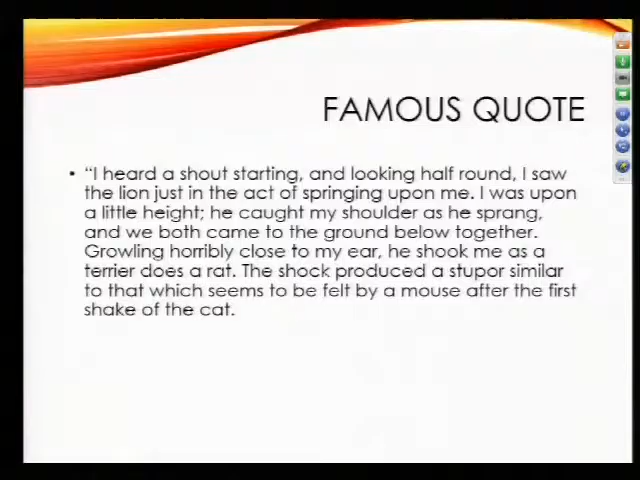 FAMOUS QUOTE
• “I heard a shout starting, and looking half round, I saw
the lion just in the act of springing upon me. I was upon
a little height; he caught my shoulder as he sprang,
and we both came to the ground below together.
Growling horribly close to my ear, he shook me as a
terrier does a rat. The shock produced a stupor similar
to that which seems to be felt by a mouse after the first
shake of the cat.